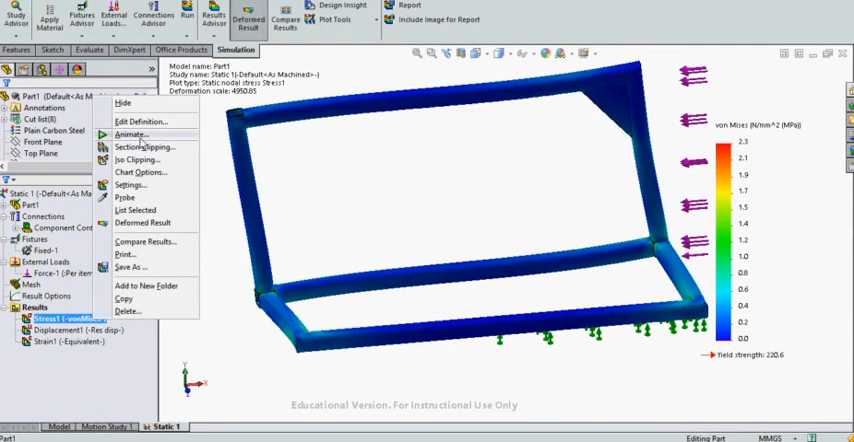 Study Advisor
Apply Material
Fixtures Advisor
External Loads...
Connections Advisor
Run
Results Advisor
Deformed Result
Compare Results
Design Insight
Plot Tools
Report
Include Image for Report
Features
Sketch
Evaluate
DimXpert
Office Products
Simulation
Part1 (Default<As Machined>
Annotations
Cut list(8)
Plain Carbon Steel
Front Plane
Top Plane
Static 1 (-Default<As Mac
Part1
Connections
Component Cont
Fixtures
Fixed-1
External Loads
Force-1 (:Per item
Mesh
Result Options
Results
Stress1 (-vonMises-)
Displacement1 (-Res disp-)
Strain1 (-Equivalent-)
Hide
Edit Definition...
Animate...
Section Clipping...
Iso Clipping...
Chart Options...
Settings...
Probe
List Selected
Deformed Result
Compare Results...
Print...
Save As ...
Add to New Folder
Copy
Delete...
Model name: Part1
Study name: Static 1(-Default<As Machined>-)
Plot type: Static nodal stress Stress1
Deformation scale: 4950.85
von Mises (N/mm^2 (MPa))
2.3
2.1
1.9
1.7
1.5
1.3
1.1
1.0
0.8
0.6
0.4
0.2
0.0
Yield strength: 220.6
Y
X
Z
Educational Version. For Instructional Use Only
Model
Motion Study 1
Static 1
Part1
Editing Part
MMGS